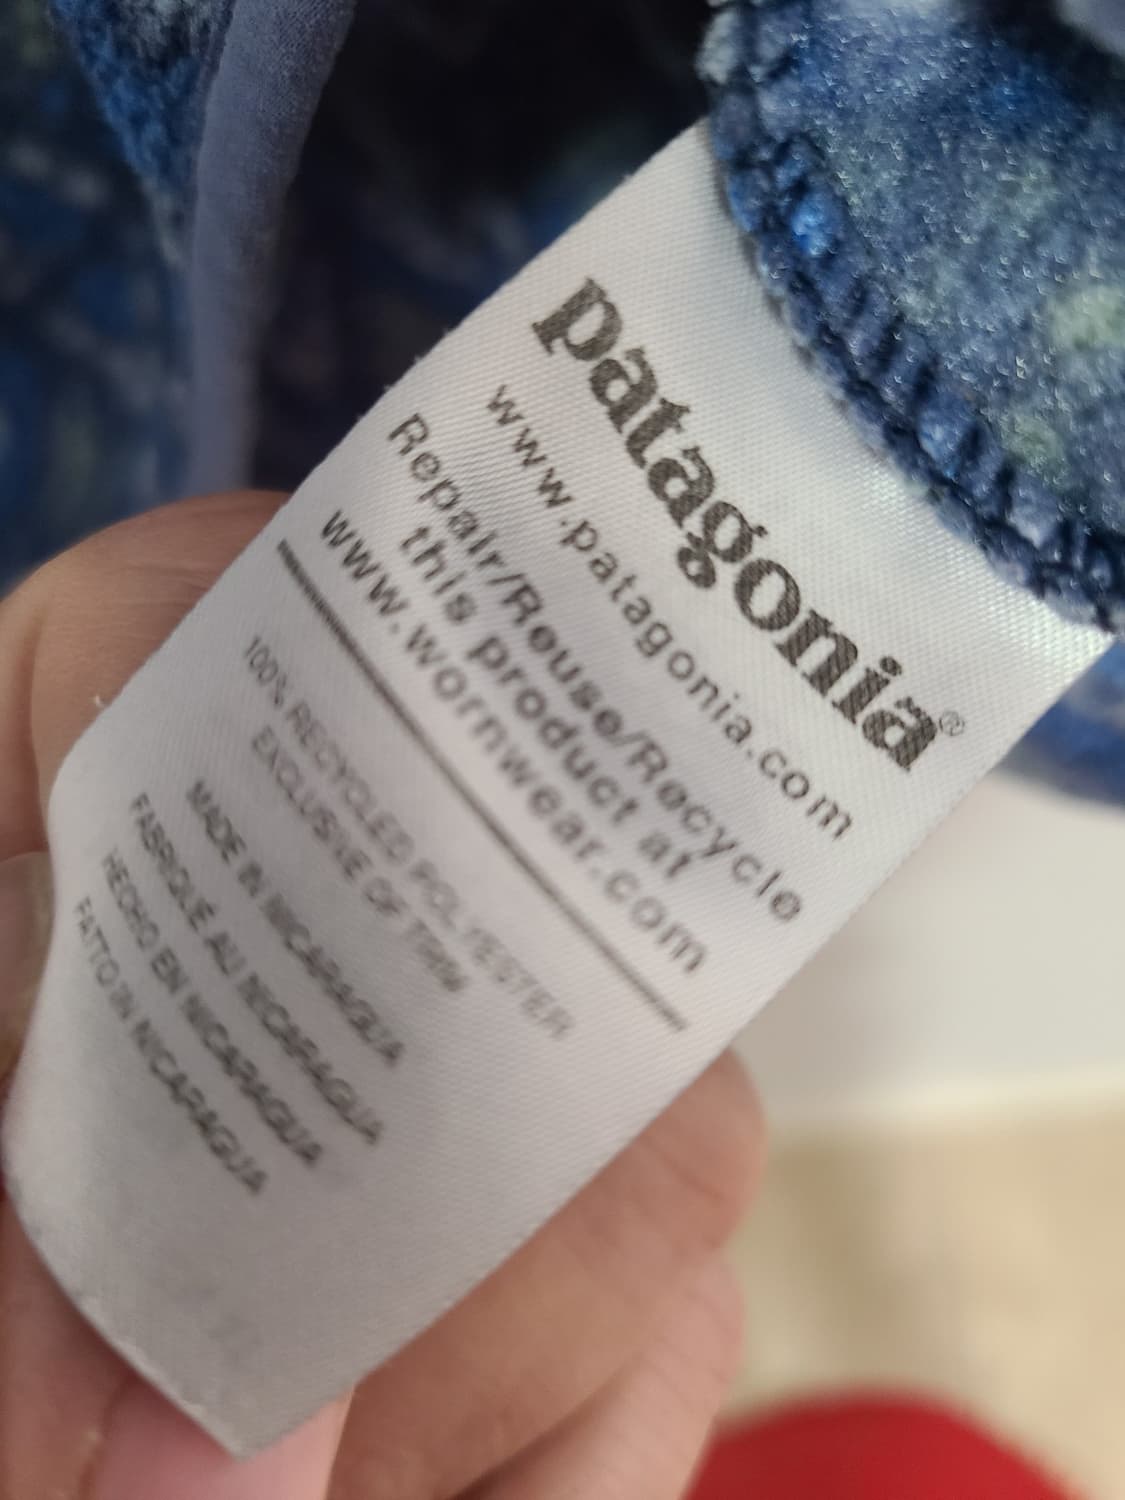 patagonia®
www.patagonia.com
Repair/Reuse/Recycle
this product at
www.wornwear.com
100% RECYCLED POLYESTER
EXCLUSIVE OF TRIM
MADE IN NICARAGUA
FABRIQUÉ AU NICARAGUA
HECHO EN NICARAGUA
FATTO IN NICARAGUA